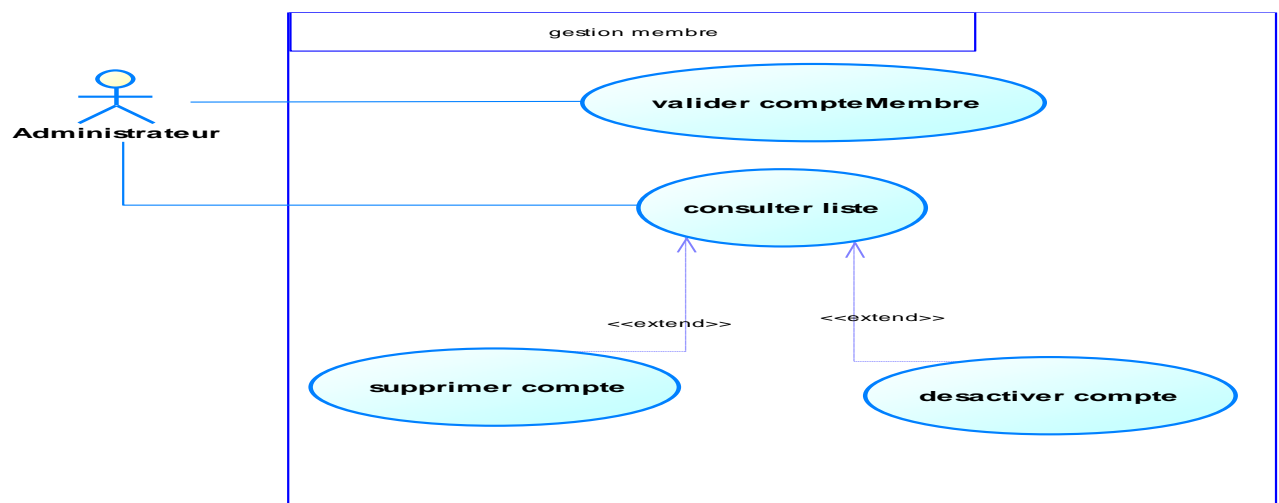 gestion membre
valider compteMembre
Administrateur
consulter liste
<<extend>>
<<extend>>
supprimer compte
desactiver compte